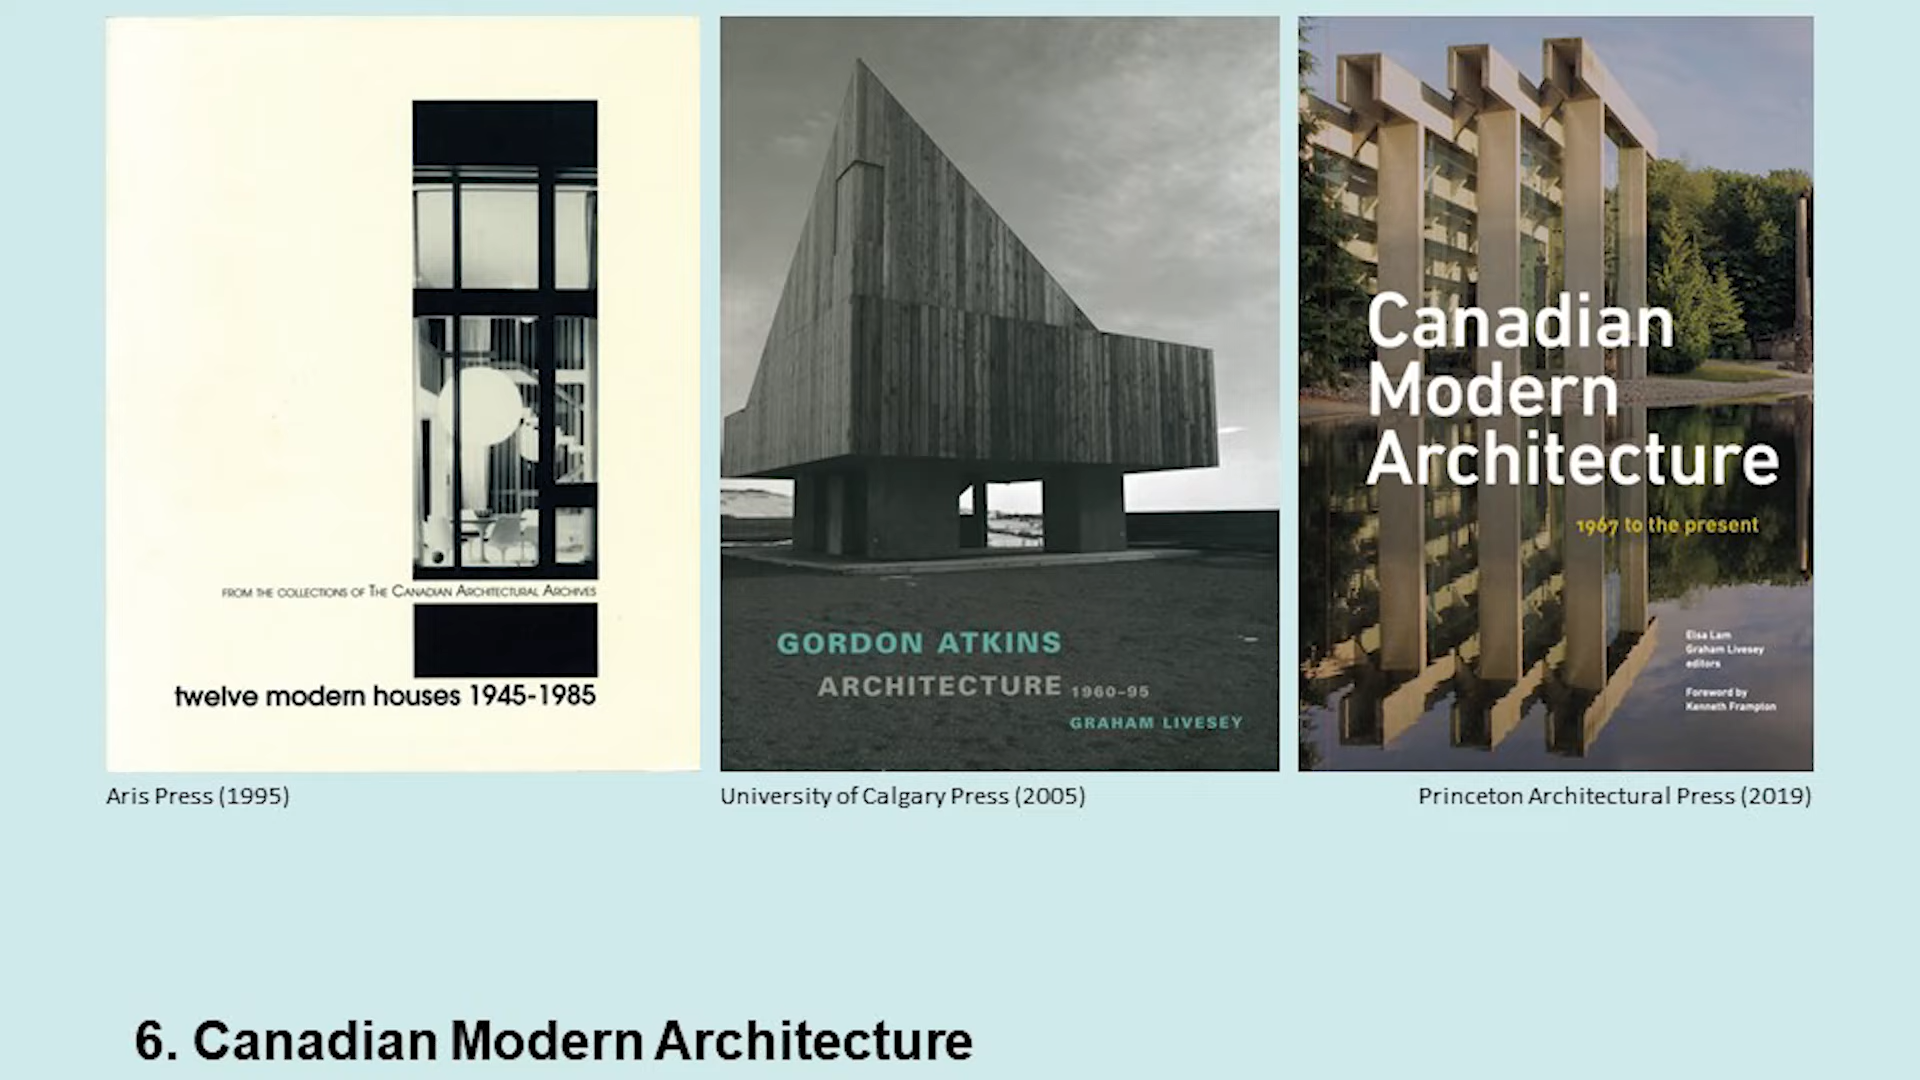 FROM THE COLLECTIONS OF THE CANADIAN ARCHITECTURAL ARCHIVES
twelve modern houses 1945-1985
Aris Press (1995)
GORDON ATKINS
ARCHITECTURE 1960-95
GRAHAM LIVESEY
University of Calgary Press (2005)
Canadian
Modern
Architecture
1967 to the present
Elsa Lam
Graham Livesey
editors
Foreword by
Kenneth Frampton
Princeton Architectural Press (2019)
6. Canadian Modern Architecture